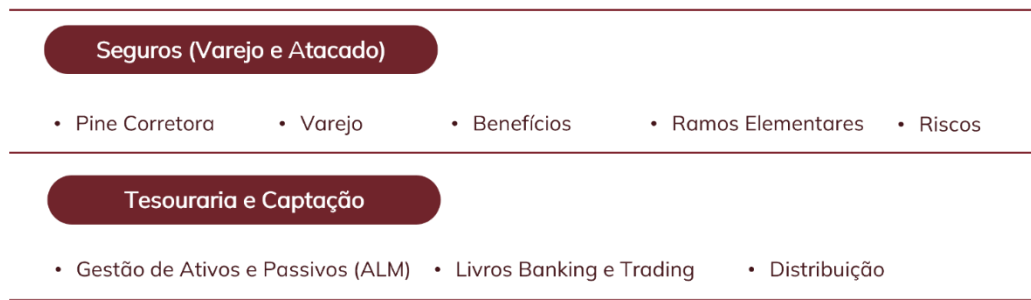 Seguros (Varejo e Atacado)
• Pine Corretora • Varejo • Benefícios • Ramos Elementares • Riscos
Tesouraria e Captação
• Gestão de Ativos e Passivos (ALM) • Livros Banking e Trading • Distribuição